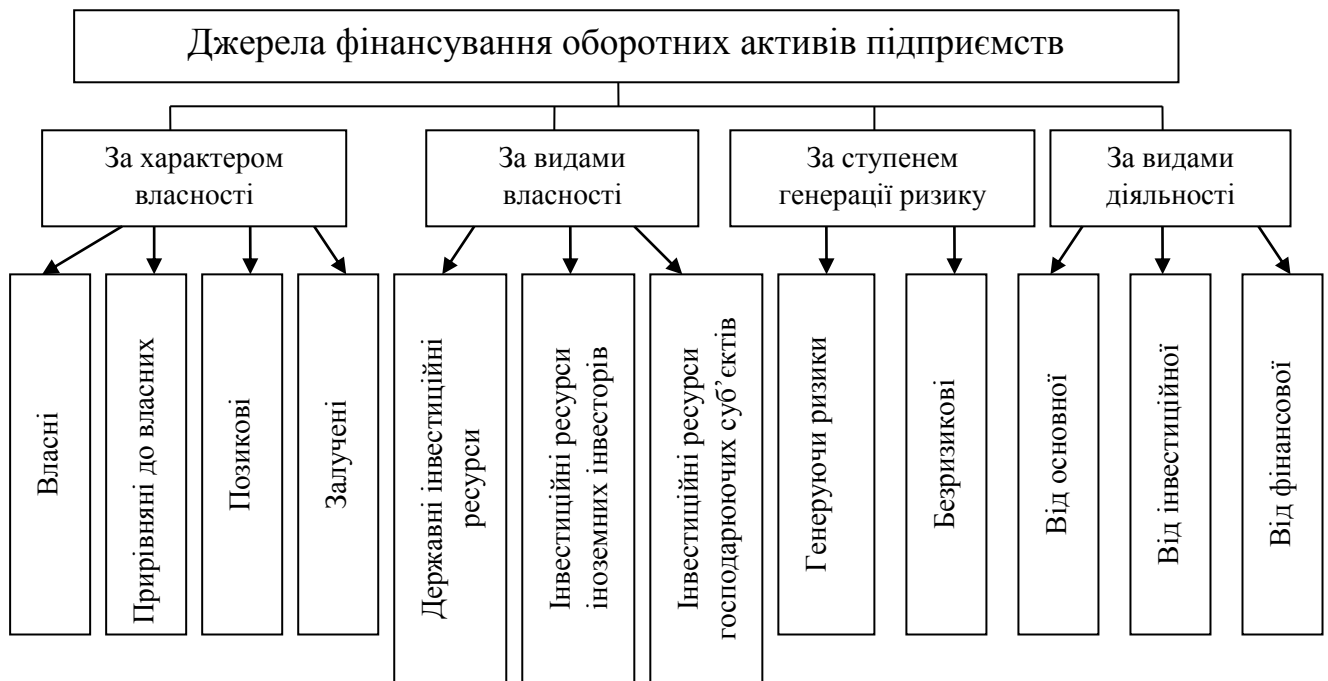 Джерела фінансування оборотних активів підприємств
За характером
власності
За видами
власності
За ступенем
генерації ризику
За видами
діяльності
Власні
Прирівняні до власних
Позикові
Залучені
Державні інвестиційні
ресурси
Інвестиційні ресурси
іноземних інвесторів
Інвестиційні ресурси
господарюючих суб’єктів
Генеруючи ризики
Безризикові
Від основної
Від інвестиційної
Від фінансової